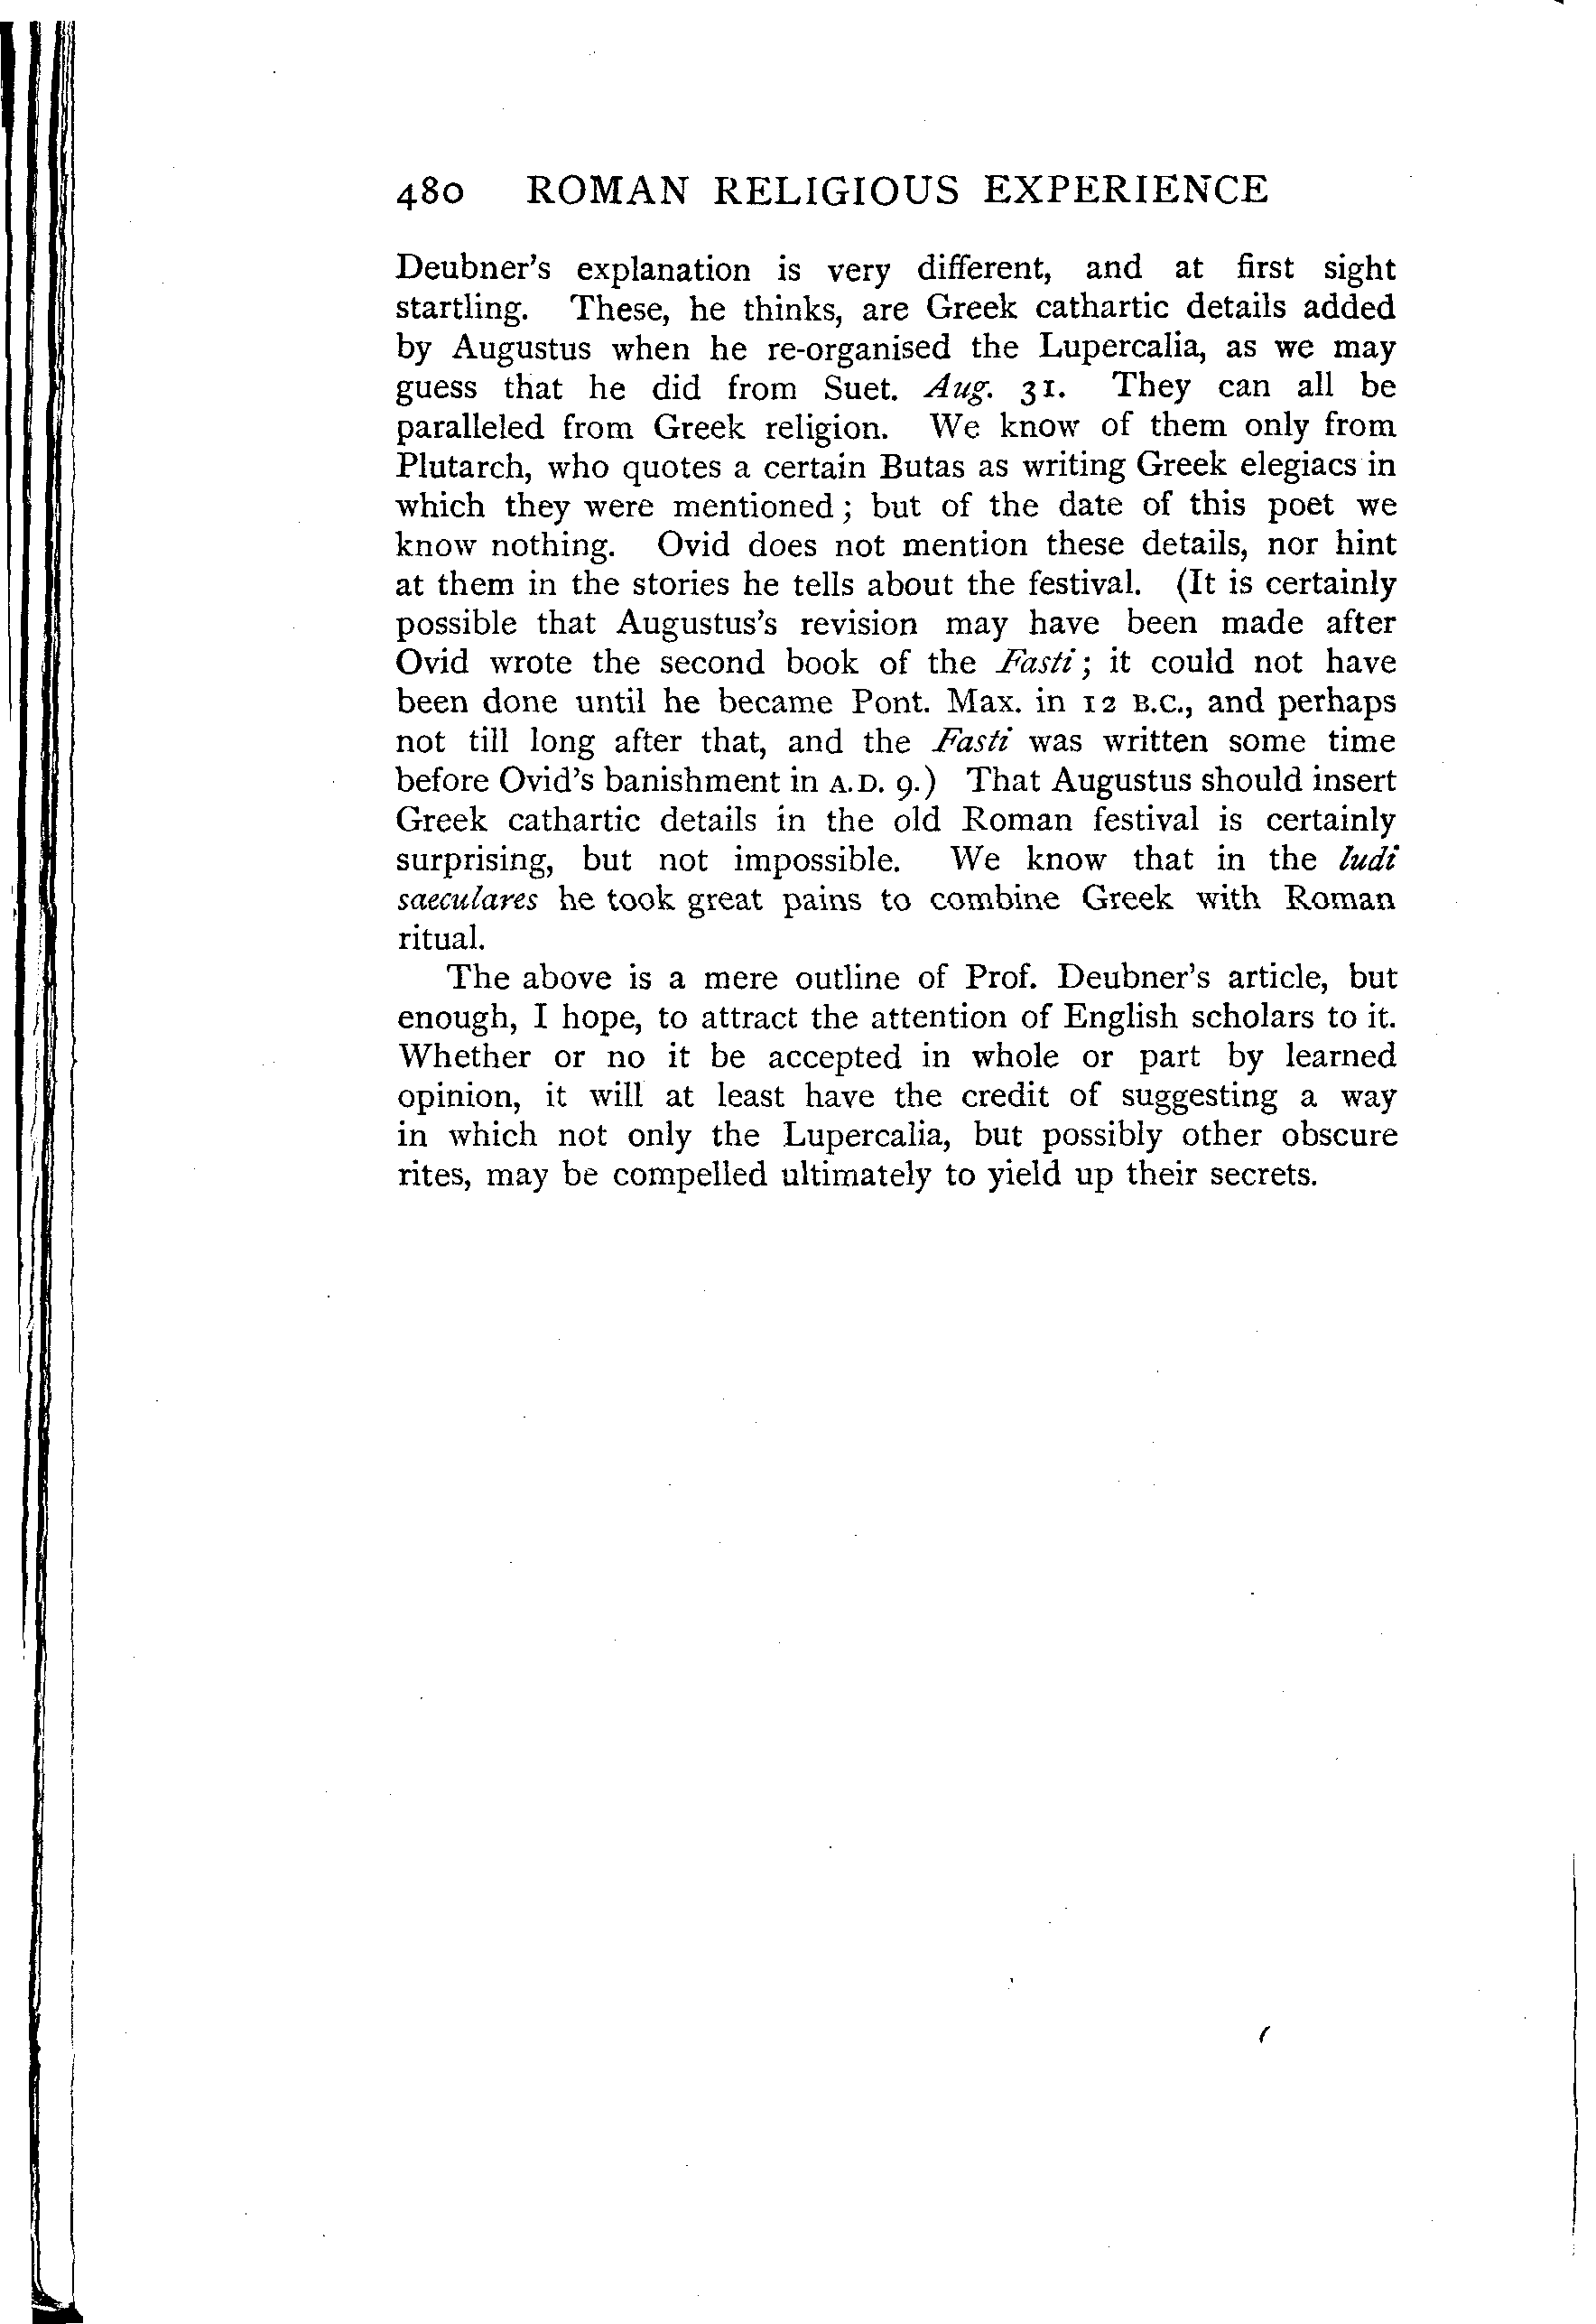 480 ROMAN RELIGIOUS EXPERIENCE
Deubner's explanation is very different, and at first sight
startling. These, he thinks, are Greek cathartic details added
by Augustus when he re-organised the Lupercalia, as we may
guess that he did from Suet. Aug. 31. They can all be
paralleled from Greek religion. We know of them only from
Plutarch, who quotes a certain Butas as writing Greek elegiacs in
which they were mentioned; but of the date of this poet we
know nothing. Ovid does not mention these details, nor hint
at them in the stories he tells about the festival. (It is certainly
possible that Augustus's revision may have been made after
Ovid wrote the second book of the Fasti; it could not have
been done until he became Pont. Max. in 12 B.C., and perhaps
not till long after that, and the Fasti was written some time
before Ovid's banishment in A.D. 9.) That Augustus should insert
Greek cathartic details in the old Roman festival is certainly
surprising, but not impossible. We know that in the ludi
saeculares he took great pains to combine Greek with Roman
ritual.
The above is a mere outline of Prof. Deubner's article, but
enough, I hope, to attract the attention of English scholars to it.
Whether or no it be accepted in whole or part by learned
opinion, it will at least have the credit of suggesting a way
in which not only the Lupercalia, but possibly other obscure
rites, may be compelled ultimately to yield up their secrets.